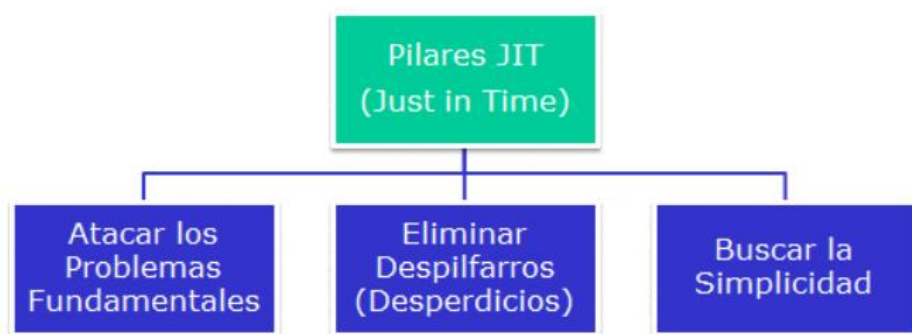 Pilares JIT
(Just in Time)
Atacar los
Problemas
Fundamentales
Eliminar
Despilfarros
(Desperdicios)
Buscar la
Simplicidad